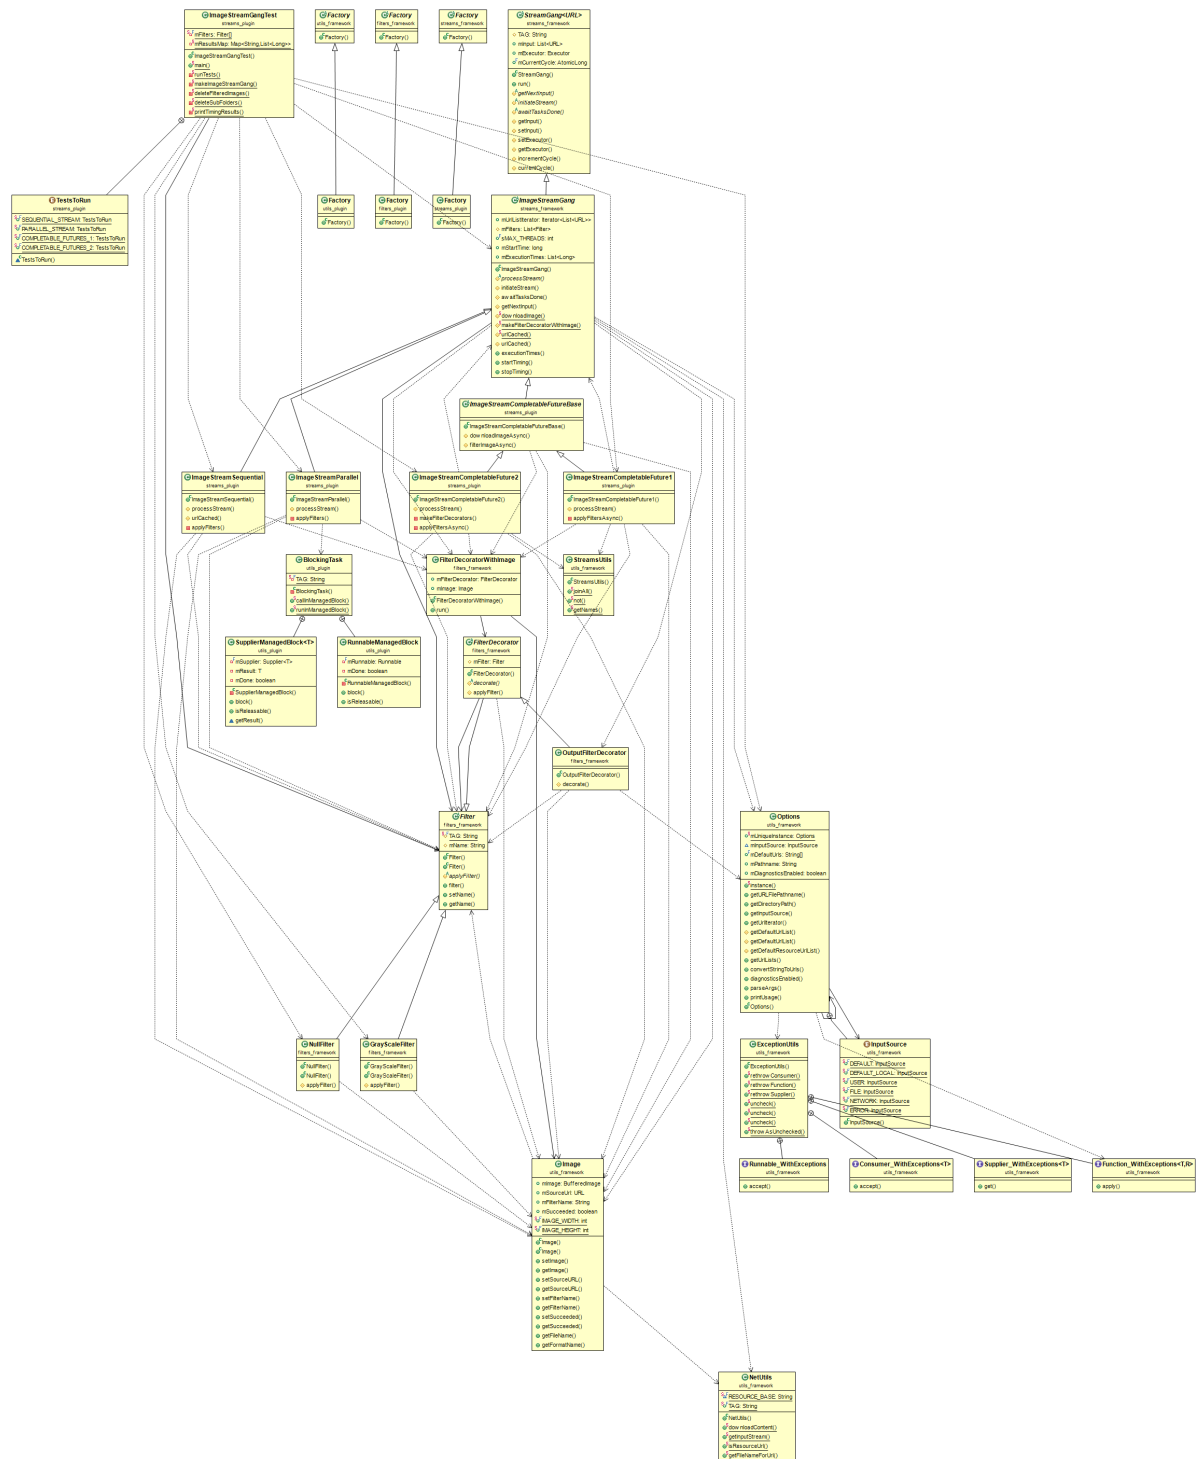 ImageStreamGangTest
streams_plugin
mFilters: Filter[]
mResultsMap: Map<String,List<Long>>
ImageStreamGangTest()
main()
runTests()
makeImageStreamGang()
deleteFilteredImages()
deleteSubFolders()
printTimingResults()
Factory
utils_framework
Factory()
Factory
filters_framework
Factory()
Factory
streams_framework
Factory()
StreamGang<URL>
streams_framework
TAG: String
mInput: List<URL>
mExecutor: Executor
mCurrentCycle: AtomicLong
StreamGang()
run()
getNextInput()
initiateStream()
awaitTasksDone()
getInput()
setInput()
setExecutor()
getExecutor()
incrementCycle()
currentCycle()
TestsToRun
streams_plugin
SEQUENTIAL_STREAM: TestsToRun
PARALLEL_STREAM: TestsToRun
COMPLETABLE_FUTURES_1: TestsToRun
COMPLETABLE_FUTURES_2: TestsToRun
TestsToRun()
Factory
utils_plugin
Factory()
Factory
filters_plugin
Factory()
Factory
streams_plugin
Factory()
ImageStreamGang
streams_framework
mUrlListIterator: Iterator<List<URL>>
mFilters: List<Filter>
sMAX_THREADS: int
mStartTime: long
mExecutionTimes: List<Long>
ImageStreamGang()
processStream()
initiateStream()
awaitTasksDone()
getNextInput()
downloadImage()
makeFilterDecoratorWithImage()
urlCached()
urlCached()
executionTimes()
startTiming()
stopTiming()
ImageStreamCompletableFutureBase
streams_plugin
ImageStreamCompletableFutureBase()
downloadImageAsync()
filterImageAsync()
ImageStreamSequential
streams_plugin
ImageStreamSequential()
processStream()
urlCached()
applyFilters()
ImageStreamParallel
streams_plugin
ImageStreamParallel()
processStream()
applyFilters()
ImageStreamCompletableFuture2
streams_plugin
ImageStreamCompletableFuture2()
processStream()
makeFilterDecorators()
applyFiltersAsync()
ImageStreamCompletableFuture1
streams_plugin
ImageStreamCompletableFuture1()
processStream()
applyFiltersAsync()
BlockingTask
utils_plugin
TAG: String
BlockingTask()
callInManagedBlock()
runInManagedBlock()
FilterDecoratorWithImage
filters_framework
mFilterDecorator: FilterDecorator
mImage: Image
FilterDecoratorWithImage()
run()
StreamsUtils
utils_framework
StreamsUtils()
joinAll()
not()
getNames()
SupplierManagedBlock<T>
utils_plugin
mSupplier: Supplier<T>
mResult: T
mDone: boolean
SupplierManagedBlock()
block()
isReleasable()
getResult()
RunnableManagedBlock
utils_plugin
mRunnable: Runnable
mDone: boolean
RunnableManagedBlock()
block()
isReleasable()
FilterDecorator
filters_framework
mFilter: Filter
FilterDecorator()
decorate()
applyFilter()
OutputFilterDecorator
filters_framework
OutputFilterDecorator()
decorate()
Filter
filters_framework
TAG: String
mName: String
Filter()
Filter()
applyFilter()
filter()
setName()
getName()
Options
utils_framework
mUniqueInstance: Options
mInputSource: InputSource
mDefaultUrls: String[]
mPathname: String
mDiagnosticsEnabled: boolean
instance()
getURLFilePathname()
getDirectoryPath()
getInputSource()
getUrlIterator()
getDefaultUrlList()
getDefaultUrlList()
getDefaultResourceUrlList()
getUrlLists()
convertStringToUrls()
diagnosticsEnabled()
parseArgs()
printUsage()
Options()
NullFilter
filters_framework
NullFilter()
NullFilter()
applyFilter()
GrayScaleFilter
filters_framework
GrayScaleFilter()
GrayScaleFilter()
applyFilter()
ExceptionUtils
utils_framework
ExceptionUtils()
rethrowConsumer()
rethrowFunction()
rethrowSupplier()
uncheck()
uncheck()
uncheck()
throwAsUnchecked()
InputSource
utils_framework
DEFAULT: InputSource
DEFAULT_LOCAL: InputSource
USER: InputSource
FILE: InputSource
NETWORK: InputSource
ERROR: InputSource
InputSource()
Image
utils_framework
mImage: BufferedImage
mSourceUrl: URL
mFilterName: String
mSucceeded: boolean
IMAGE_WIDTH: int
IMAGE_HEIGHT: int
Image()
Image()
setImage()
getImage()
setSourceURL()
getSourceURL()
setFilterName()
getFilterName()
setSucceeded()
getSucceeded()
getFileName()
getFormatName()
Runnable_WithExceptions
utils_framework
accept()
Consumer_WithExceptions<T>
utils_framework
accept()
Supplier_WithExceptions<T>
utils_framework
get()
Function_WithExceptions<T,R>
utils_framework
apply()
NetUtils
utils_framework
RESOURCE_BASE: String
TAG: String
NetUtils()
downloadContent()
getInputStream()
isResourceUrl()
getFileNameForUrl()